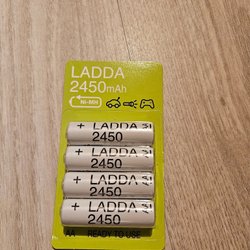 LADDA
2450mAh
Ni-MH
+ LADDA
2450
+ LADDA
2450
+ LADDA
2450
+ LADDA
2450
AA READY TO USE